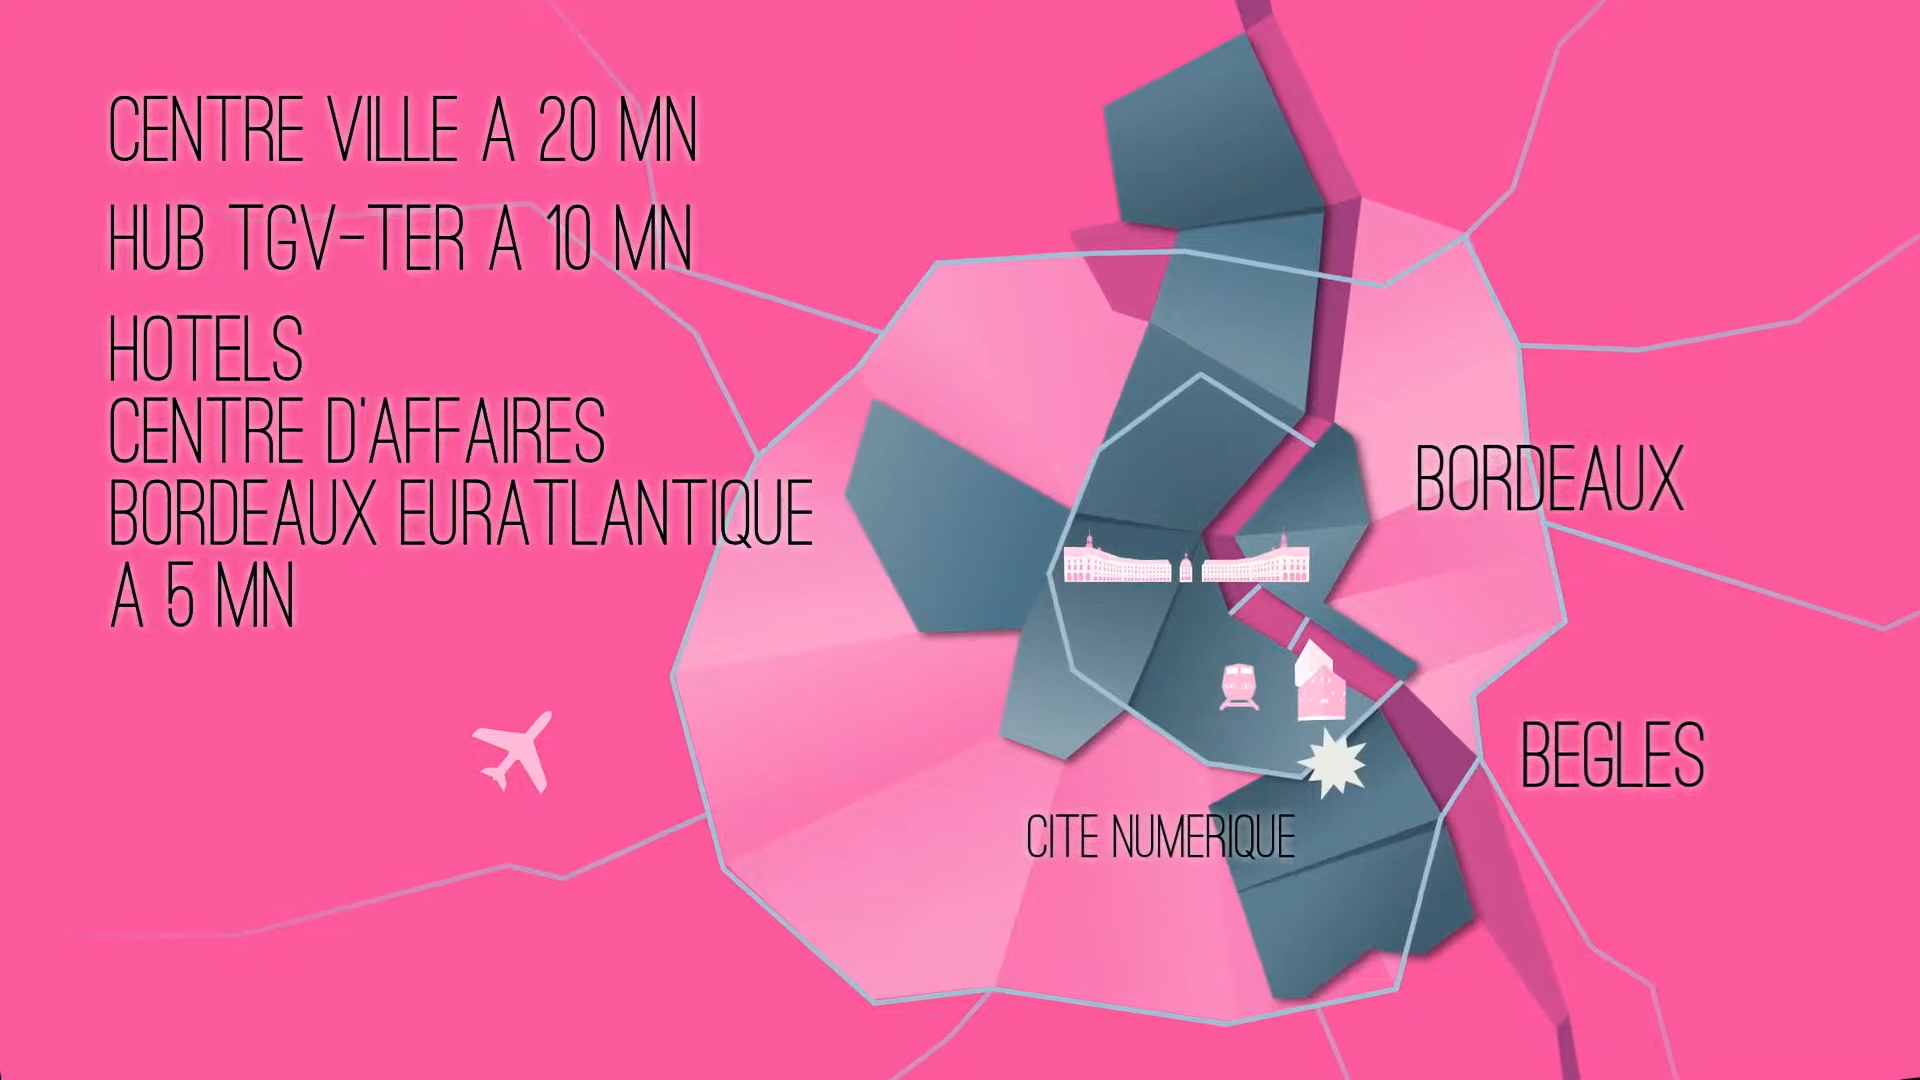 CENTRE VILLE A 20 MN
HUB TGV-TER A 10 MN
HOTELS
CENTRE D'AFFAIRES
BORDEAUX EURATLANTIQUE
A 5 MN
BORDEAUX
BEGLES
CITE NUMERIQUE